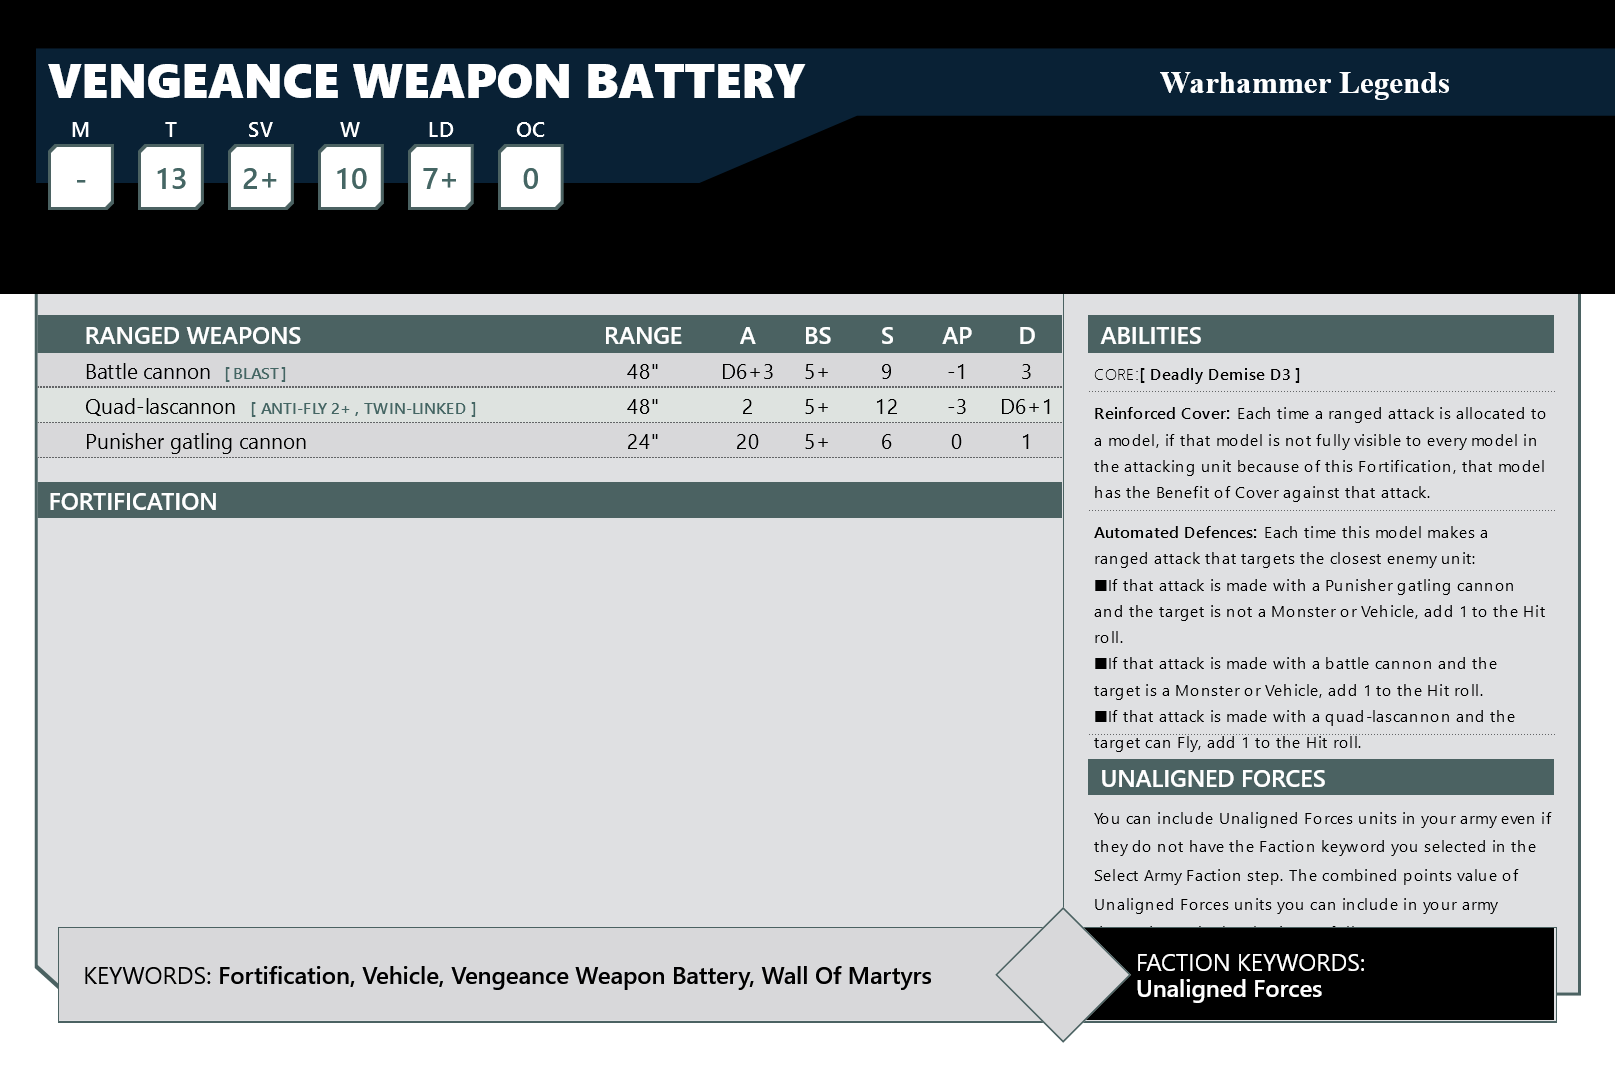 VENGEANCE WEAPON BATTERY
Warhammer Legends
M T SV W LD OC
- 13 2+ 10 7+ 0
RANGED WEAPONS RANGE A BS S AP D
Battle cannon [ BLAST ] 48" D6+3 5+ 9 -1 3
Quad-lascannon [ ANTI-FLY 2+ , TWIN-LINKED ] 48" 2 5+ 12 -3 D6+1
Punisher gatling cannon 24" 20 5+ 6 0 1
FORTIFICATION
ABILITIES
CORE:[ Deadly Demise D3 ]
Reinforced Cover: Each time a ranged attack is allocated to
a model, if that model is not fully visible to every model in
the attacking unit because of this Fortification, that model
has the Benefit of Cover against that attack.
Automated Defences: Each time this model makes a
ranged attack that targets the closest enemy unit:
■If that attack is made with a Punisher gatling cannon
and the target is not a Monster or Vehicle, add 1 to the Hit
roll.
■If that attack is made with a battle cannon and the
target is a Monster or Vehicle, add 1 to the Hit roll.
■If that attack is made with a quad-lascannon and the
target can Fly, add 1 to the Hit roll.
UNALIGNED FORCES
You can include Unaligned Forces units in your army even if
they do not have the Faction keyword you selected in the
Select Army Faction step. The combined points value of
Unaligned Forces units you can include in your army
KEYWORDS: Fortification, Vehicle, Vengeance Weapon Battery, Wall Of Martyrs
FACTION KEYWORDS:
Unaligned Forces